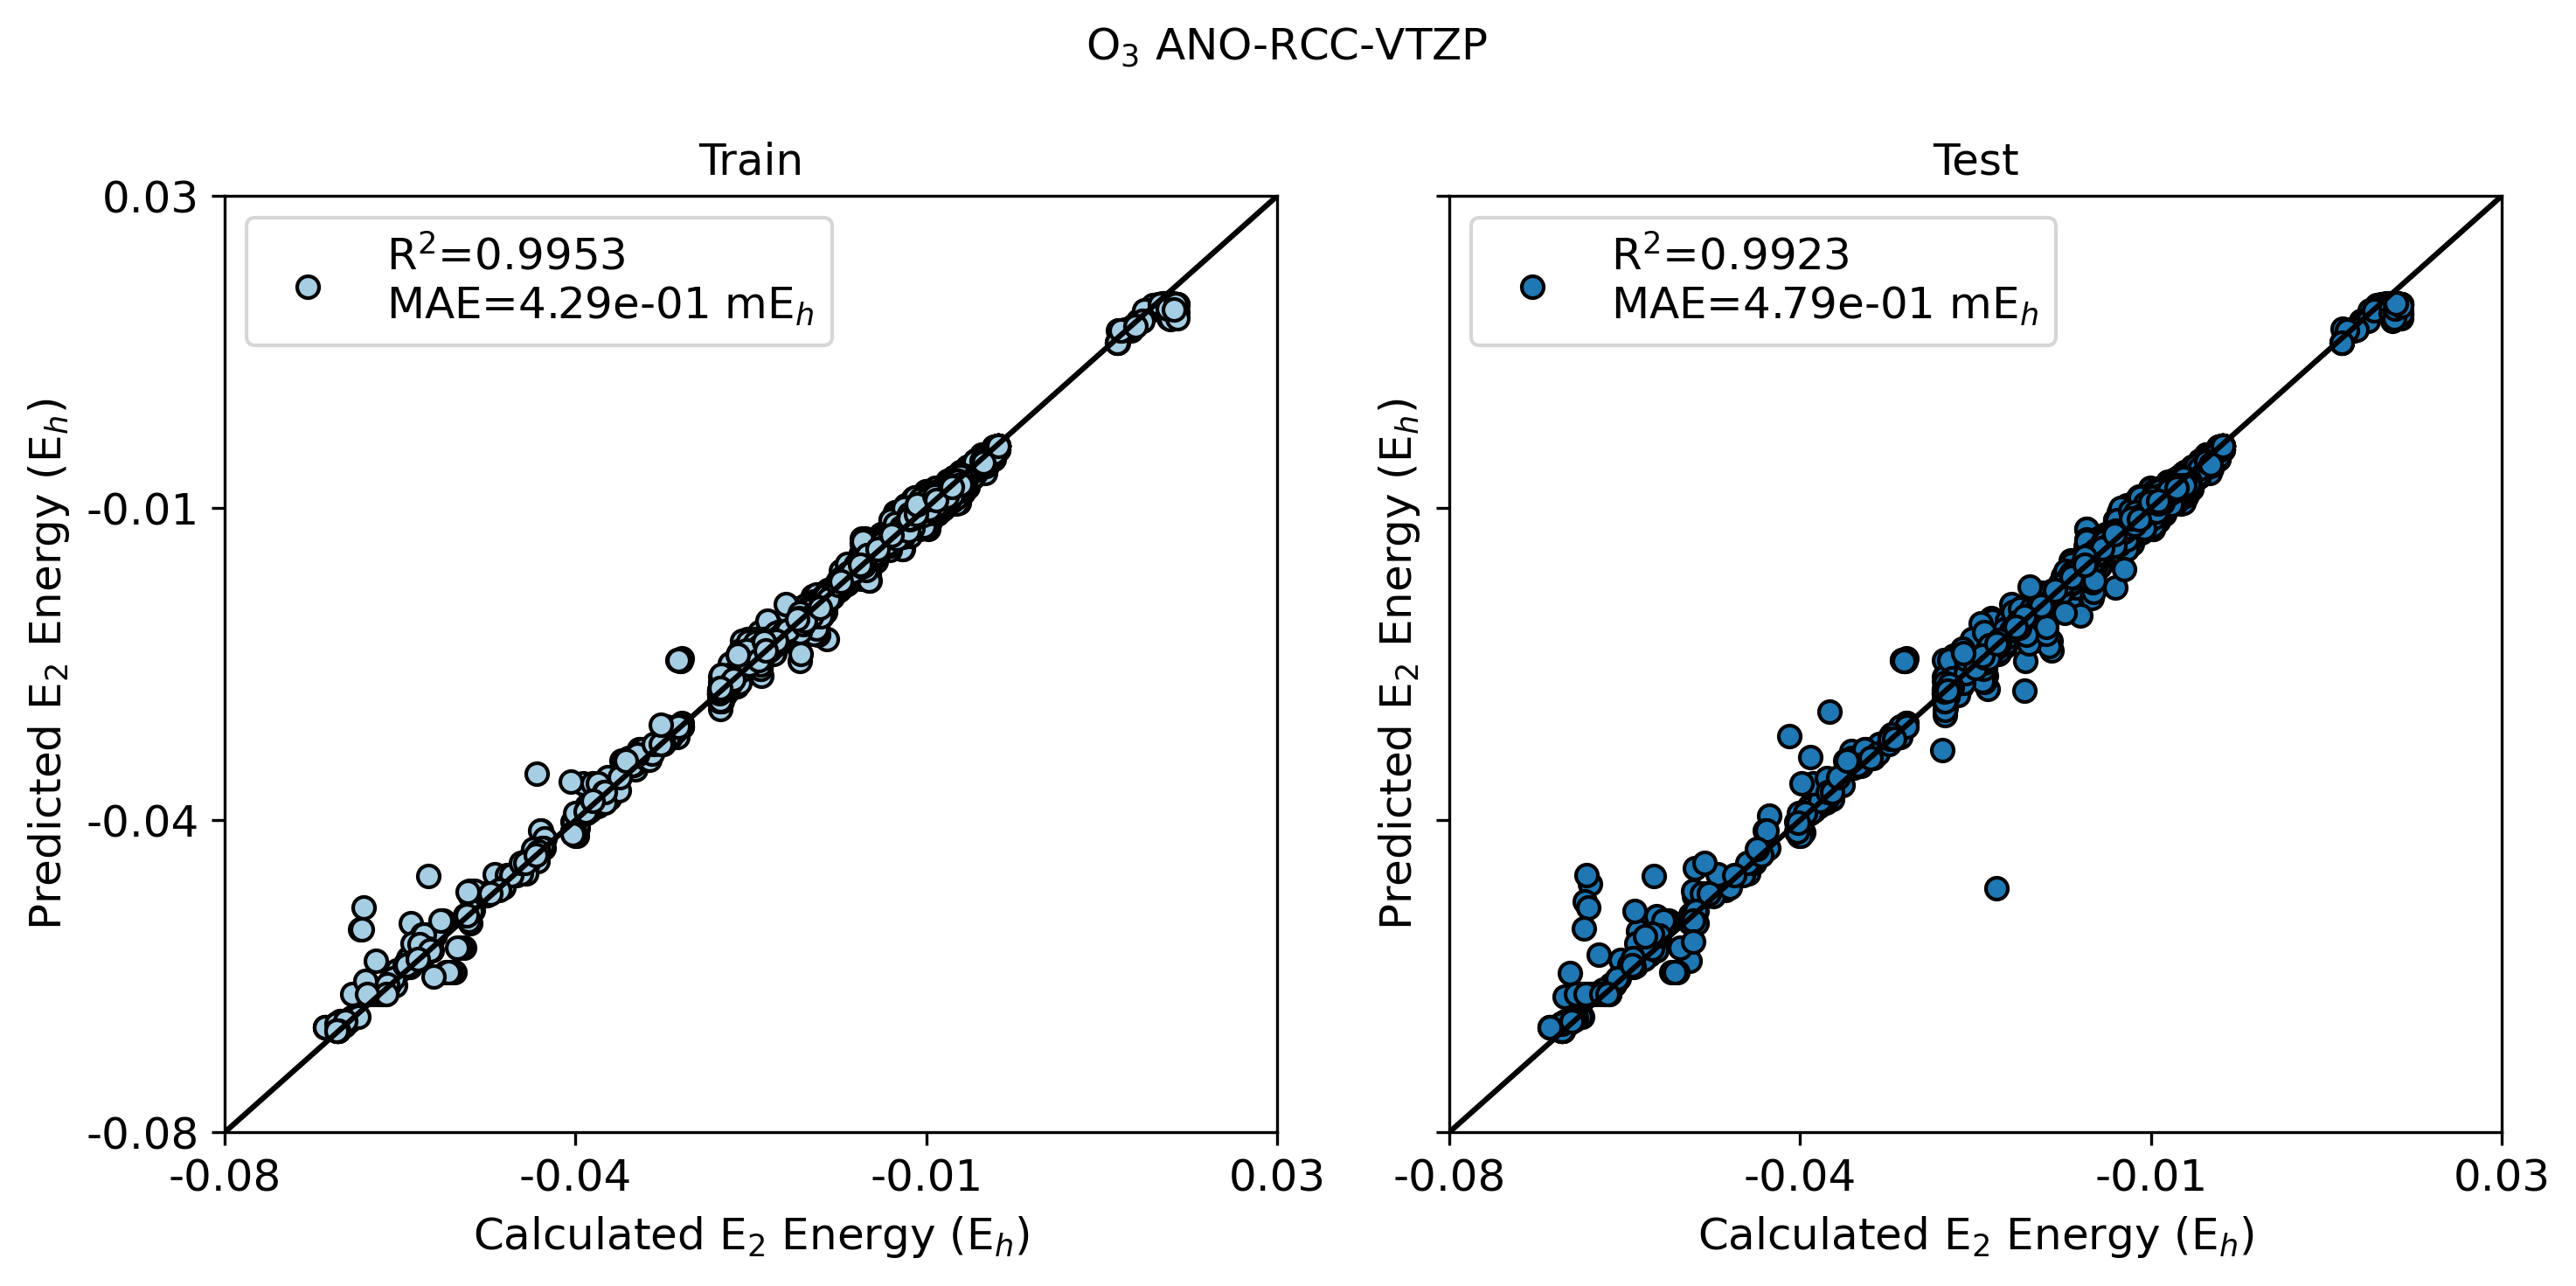 O₃ ANO-RCC-VTZP
Train
R²=0.9953
MAE=4.29e-01 mEₕ
0.03
-0.01
-0.04
-0.08
Predicted E₂ Energy (Eₕ)
-0.08 -0.04 -0.01 0.03
Calculated E₂ Energy (Eₕ)
Test
R²=0.9923
MAE=4.79e-01 mEₕ
Predicted E₂ Energy (Eₕ)
-0.08 -0.04 -0.01 0.03
Calculated E₂ Energy (Eₕ)